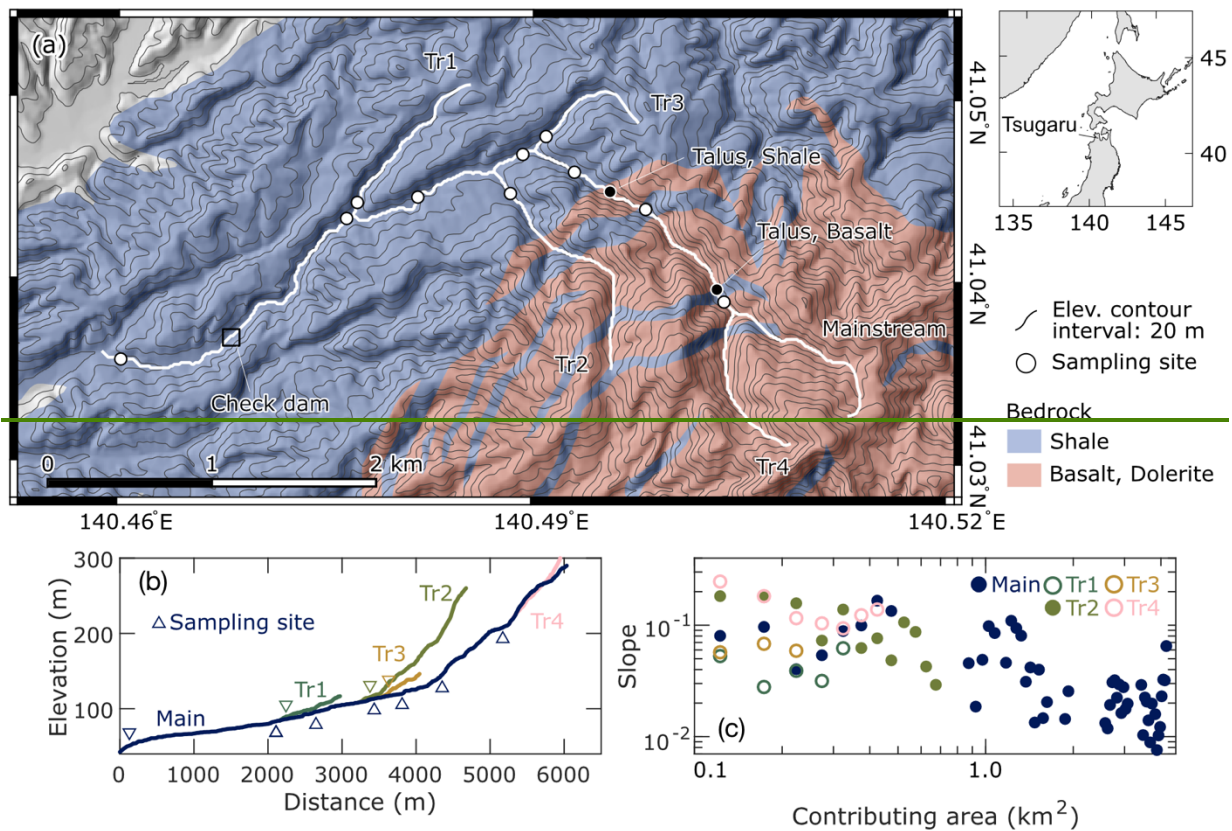 (a)
Tr1
Tr3
Talus, Shale
Talus, Basalt
Mainstream
Tr2
Check dam
Tr4
0 1 2 km
140.46°E 140.49°E 140.52°E
41.05°N
41.04°N
41.03°N
N
45
Tsugaru
40
135 140 145
Elev. contour
interval: 20 m
Sampling site
Bedrock
Shale
Basalt, Dolerite
(b)
300
200
100
Elevation (m)
Sampling site
Tr2
Tr4
Tr3
Tr1
Main
0 1000 2000 3000 4000 5000 6000
Distance (m)
(c)
Main Tr1 Tr3
Tr2 Tr4
10-1
10-2
Slope
0.1 1.0
Contributing area (km2)